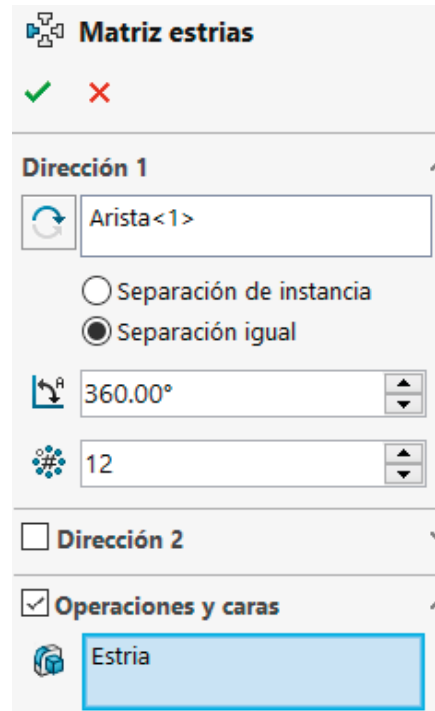 Matriz estrias
Dirección 1
Arista<1>
Separación de instancia
Separación igual
360.00°
12
Dirección 2
Operaciones y caras
Estria